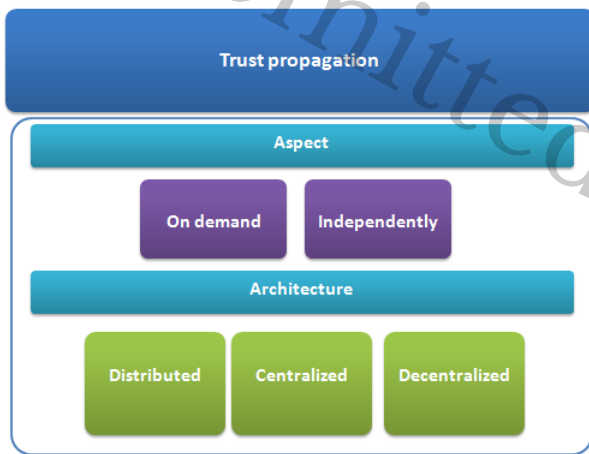 Trust propagation
Aspect
On demand
Independently
Architecture
Distributed
Centralized
Decentralized